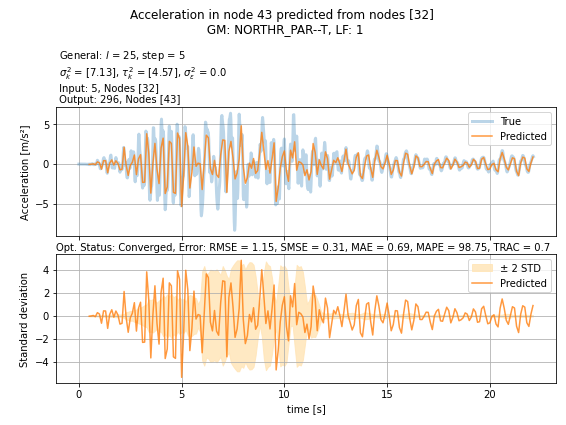 Acceleration in node 43 predicted from nodes [32]
GM: NORTHR_PAR--T, LF: 1
General: l = 25, step = 5
σ²ₖ = [7.13], τ²ₖ = [4.57], σ²ₑ = 0.0
Input: 5, Nodes [32]
Output: 296, Nodes [43]
Acceleration [m/s²]
5
0
−5
True
Predicted
Opt. Status: Converged, Error: RMSE = 1.15, SMSE = 0.31, MAE = 0.69, MAPE = 98.75, TRAC = 0.7
Standard deviation
4
2
0
−2
−4
± 2 STD
Predicted
0 5 10 15 20
time [s]